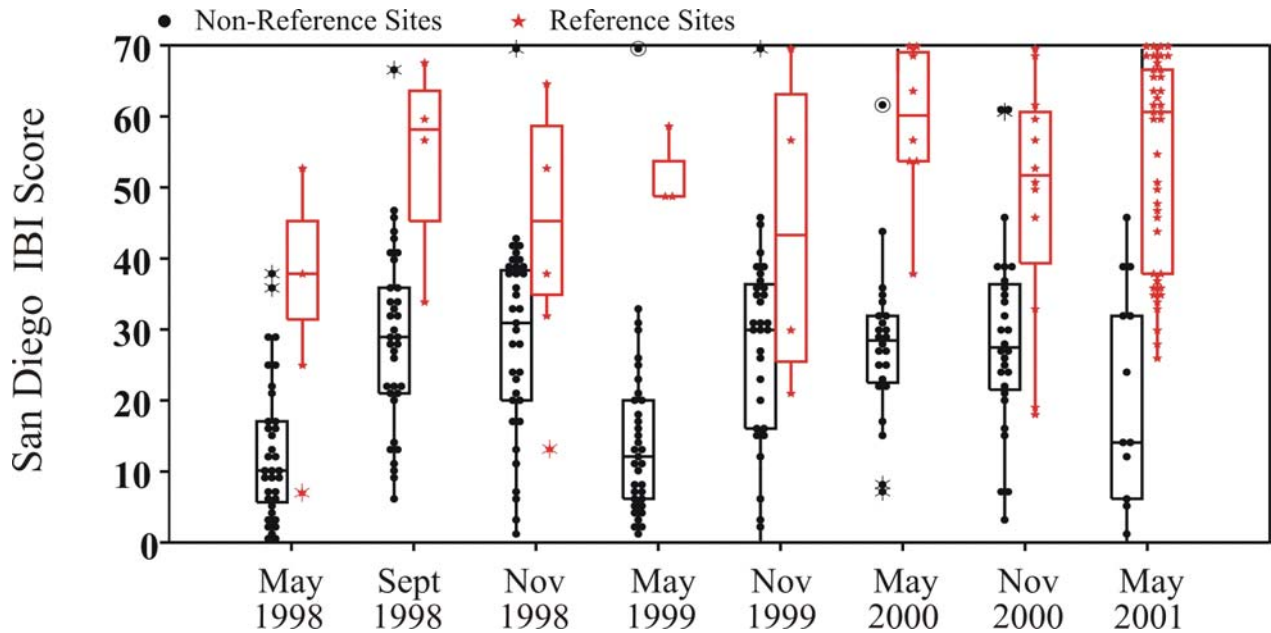 Non-Reference Sites
Reference Sites
San Diego IBI Score
70
60
50
40
30
20
10
0
May
1998
Sept
1998
Nov
1998
May
1999
Nov
1999
May
2000
Nov
2000
May
2001